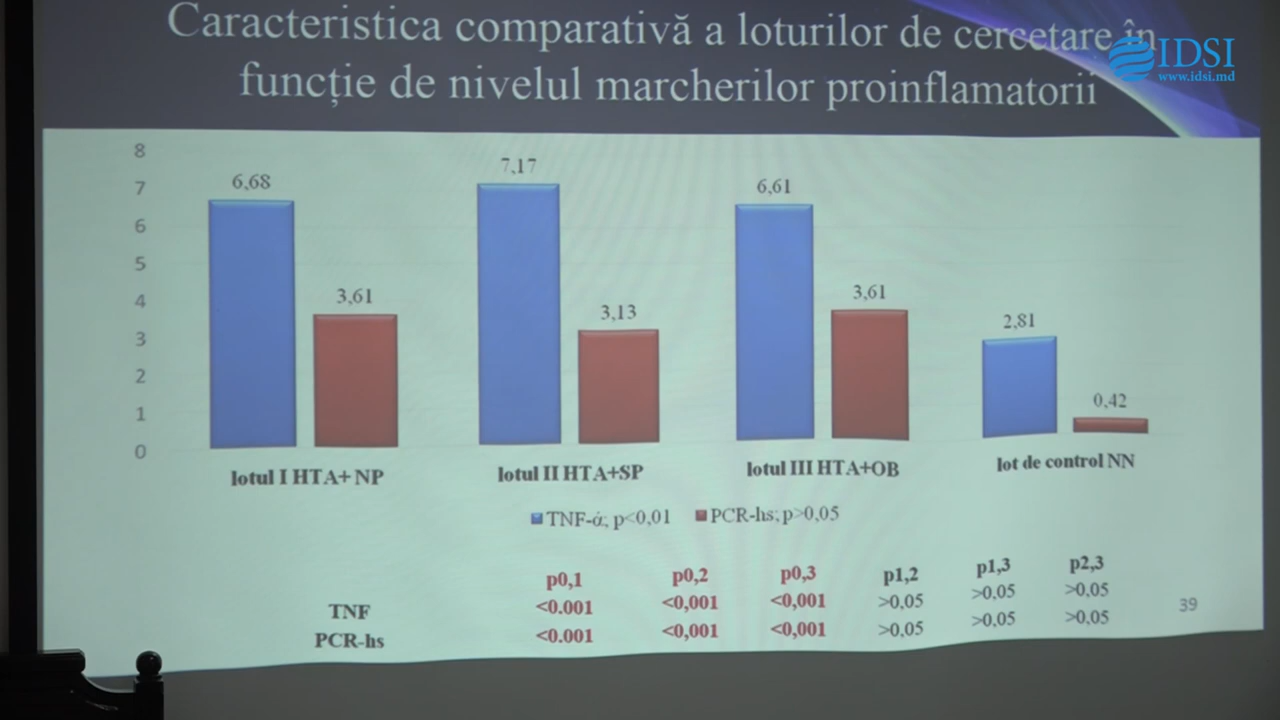 Caracteristica comparativă a loturilor de cercetare în
funcție de nivelul marcherilor proinflamatorii
IDSI
www.idsi.md
8
7
6
5
4
3
2
1
0
6,68
3,61
7,17
3,13
6,61
3,61
2,81
0,42
lotul I HTA+ NP
lotul II HTA+SP
lotul III HTA+OB
lot de control NN
TNF-ά; p<0,01
PCR-hs; p>0,05
p0,1 p0,2 p0,3 p1,2 p1,3 p2,3
TNF <0.001 <0,001 <0,001 >0,05 >0,05 >0,05
PCR-hs <0.001 <0,001 <0,001 >0,05 >0,05 >0,05
39